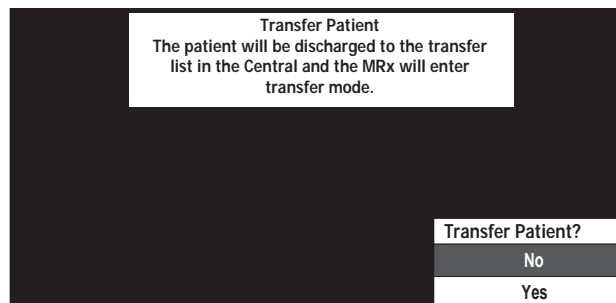 Transfer Patient
The patient will be discharged to the transfer
list in the Central and the MRx will enter
transfer mode.
Transfer Patient?
No
Yes